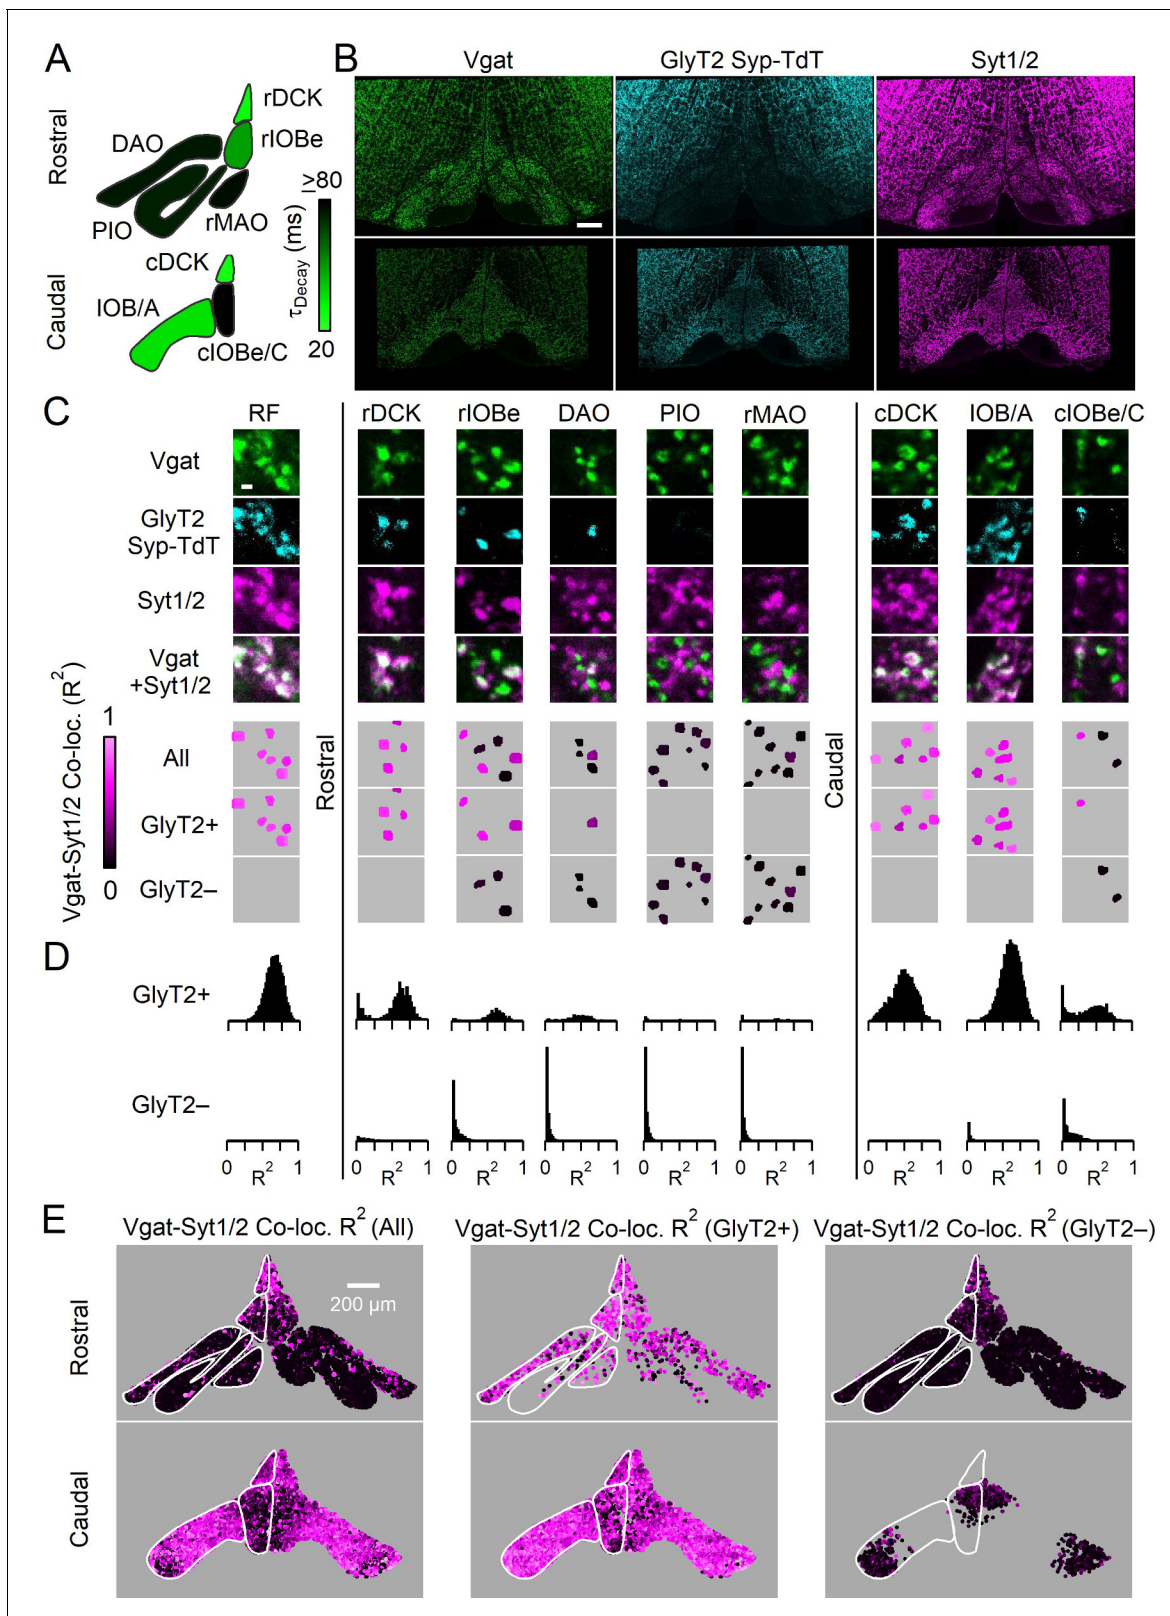 A
Rostral
rDCK
rIOBe
DAO
PIO
rMAO
≥80
τDecay (ms)
20
Caudal
cDCK
IOB/A
cIOBe/C
B
Vgat
GlyT2 Syp-TdT
Syt1/2
C
RF
rDCK
rIOBe
DAO
PIO
rMAO
cDCK
IOB/A
cIOBe/C
Vgat
GlyT2
Syp-TdT
Syt1/2
Vgat
+Syt1/2
Vgat-Syt1/2 Co-loc. (R²)
1
0
All
GlyT2+
GlyT2–
Rostral
Caudal
D
GlyT2+
GlyT2–
0 R² 1
0 R² 1
0 R² 1
0 R² 1
0 R² 1
0 R² 1
0 R² 1
0 R² 1
0 R² 1
E
Vgat-Syt1/2 Co-loc. R² (All)
Vgat-Syt1/2 Co-loc. R² (GlyT2+)
Vgat-Syt1/2 Co-loc. R² (GlyT2–)
Rostral
200 µm
Caudal